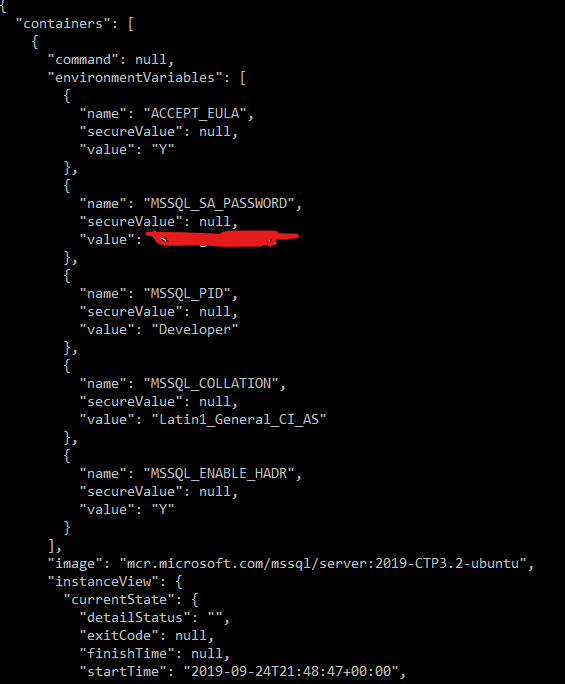 {
"containers": [
{
"command": null,
"environmentVariables": [
{
"name": "ACCEPT_EULA",
"secureValue": null,
"value": "Y"
},
{
"name": "MSSQL_SA_PASSWORD",
"secureValue": null,
"value":
},
{
"name": "MSSQL_PID",
"secureValue": null,
"value": "Developer"
},
{
"name": "MSSQL_COLLATION",
"secureValue": null,
"value": "Latin1_General_CI_AS"
},
{
"name": "MSSQL_ENABLE_HADR",
"secureValue": null,
"value": "Y"
}
],
"image": "mcr.microsoft.com/mssql/server:2019-CTP3.2-ubuntu",
"instanceView": {
"currentState": {
"detailStatus": "",
"exitCode": null,
"finishTime": null,
"startTime": "2019-09-24T21:48:47+00:00",